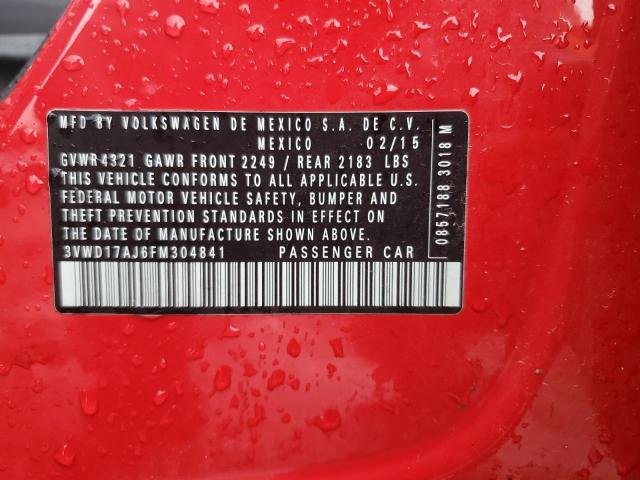 MFD BY VOLKSWAGEN DE MEXICO S.A. DE C.V.
MEXICO 02/15
GVWR 4321 GAWR FRONT 2249 / REAR 2183 LBS
THIS VEHICLE CONFORMS TO ALL APPLICABLE U.S.
FEDERAL MOTOR VEHICLE SAFETY, BUMPER AND
THEFT PREVENTION STANDARDS IN EFFECT ON
THE DATE OF MANUFACTURE SHOWN ABOVE.
3VWD17AJ6FM304841 PASSENGER CAR
0857188 3018 M